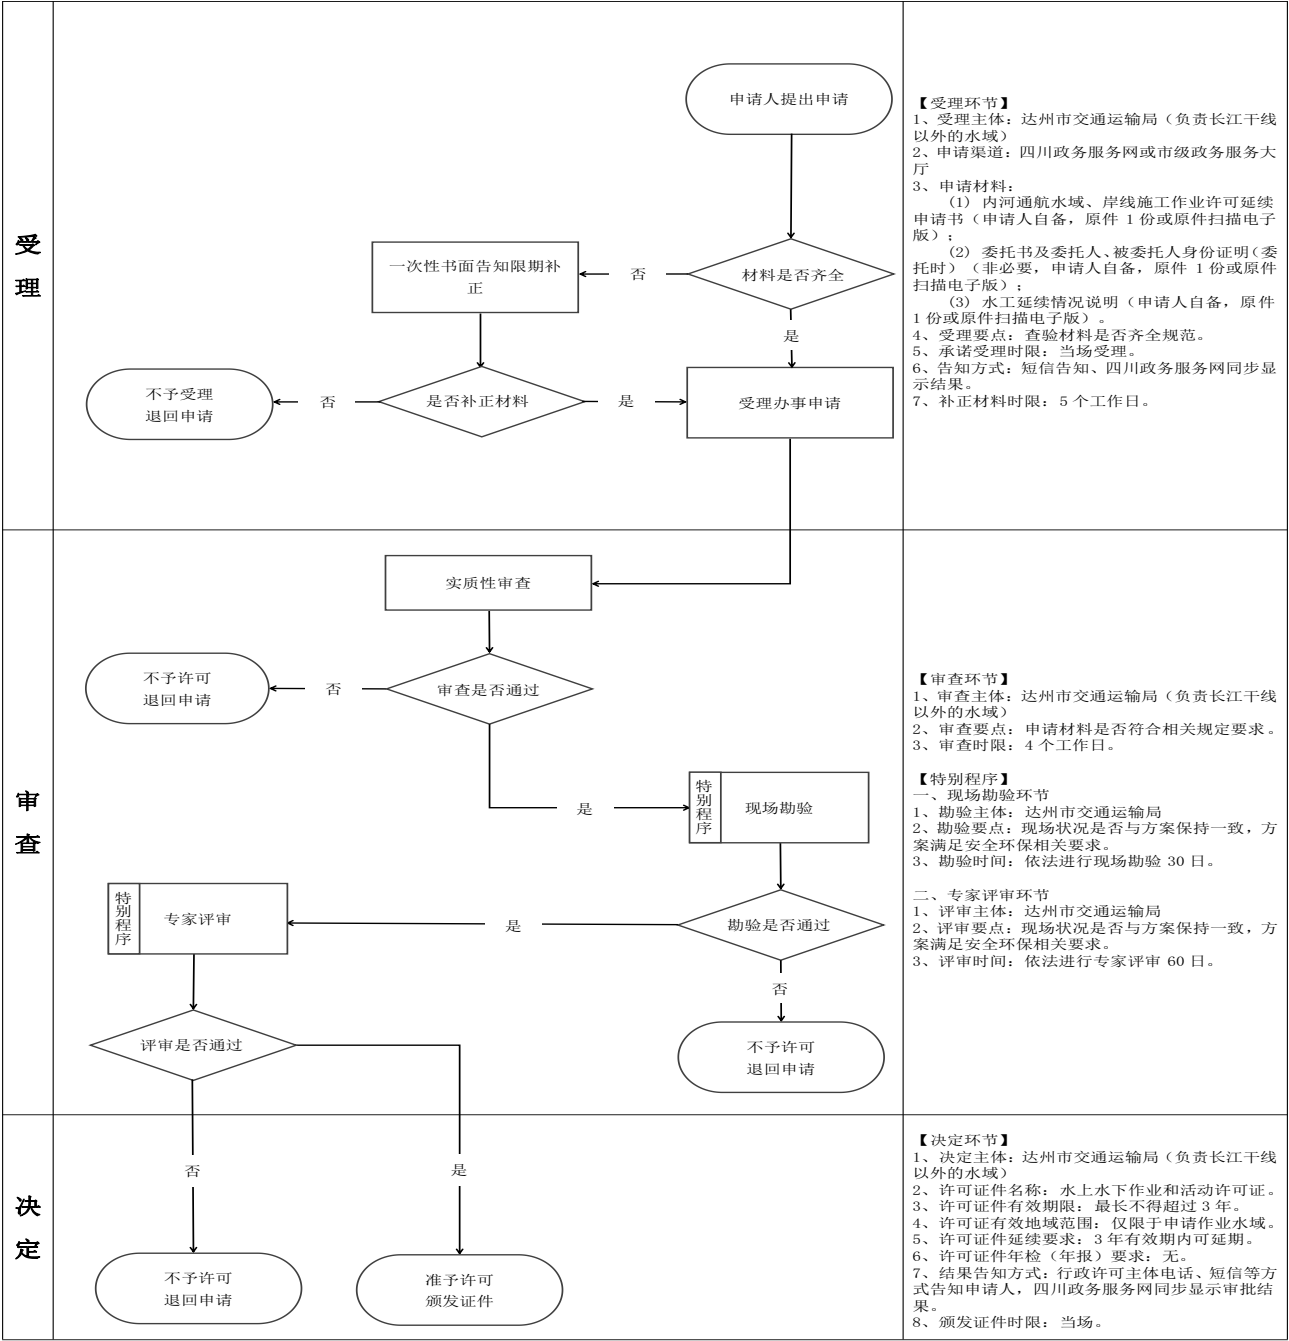 受
理
申请人提出申请
材料是否齐全
否
一次性书面告知限期补
正
是
是否补正材料
否
不予受理
退回申请
是
受理办事申请
【受理环节】
1、受理主体：达州市交通运输局（负责长江干线
以外的水域）
2、申请渠道：四川政务服务网或市级政务服务大
厅
3、申请材料：
（1）内河通航水域、岸线施工作业许可延续
申请书（申请人自备，原件 1 份或原件扫描电子
版）；
（2）委托书及委托人、被委托人身份证明（委
托时）（非必要，申请人自备，原件 1 份或原件
扫描电子版）；
（3）水工延续情况说明（申请人自备，原件
1 份或原件扫描电子版）。
4、受理要点：查验材料是否齐全规范。
5、承诺受理时限：当场受理。
6、告知方式：短信告知、四川政务服务网同步显
示结果。
7、补正材料时限：5 个工作日。
审
查
实质性审查
审查是否通过
否
不予许可
退回申请
是
特别程序
现场勘验
勘验是否通过
是
特别程序
专家评审
否
不予许可
退回申请
评审是否通过
【审查环节】
1、审查主体：达州市交通运输局（负责长江干线
以外的水域）
2、审查要点：申请材料是否符合相关规定要求。
3、审查时限：4 个工作日。
【特别程序】
一、现场勘验环节
1、勘验主体：达州市交通运输局
2、勘验要点：现场状况是否与方案保持一致，方
案满足安全环保相关要求。
3、勘验时间：依法进行现场勘验 30 日。
二、专家评审环节
1、评审主体：达州市交通运输局
2、评审要点：现场状况是否与方案保持一致，方
案满足安全环保相关要求。
3、评审时间：依法进行专家评审 60 日。
决
定
否
是
不予许可
退回申请
准予许可
颁发证件
【决定环节】
1、决定主体：达州市交通运输局（负责长江干线
以外的水域）
2、许可证件名称：水上水下作业和活动许可证。
3、许可证件有效期限：最长不得超过 3 年。
4、许可证有效地域范围：仅限于申请作业水域。
5、许可证件延续要求：3 年有效期内可延期。
6、许可证件年检（年报）要求：无。
7、结果告知方式：行政许可主体电话、短信等方
式告知申请人，四川政务服务网同步显示审批结
果。
8、颁发证件时限：当场。